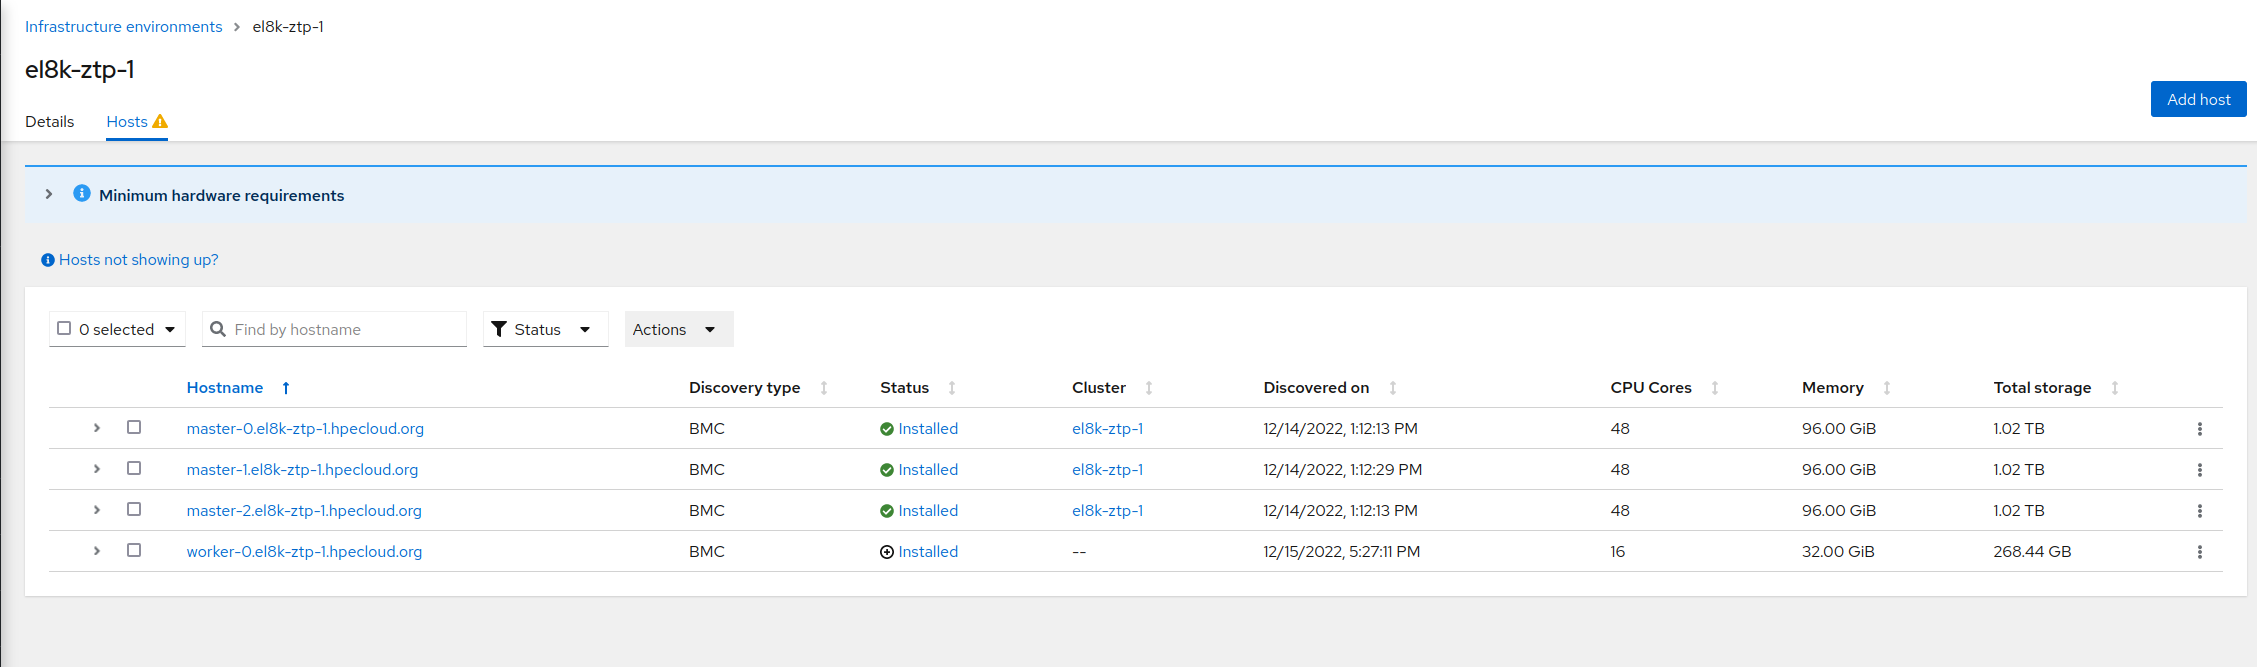 Infrastructure environments > el8k-ztp-1
el8k-ztp-1
Add host
Details Hosts
Minimum hardware requirements
Hosts not showing up?
0 selected Find by hostname Status Actions
Hostname Discovery type Status Cluster Discovered on CPU Cores Memory Total storage
master-0.el8k-ztp-1.hpecloud.org BMC Installed el8k-ztp-1 12/14/2022, 1:12:13 PM 48 96.00 GiB 1.02 TB
master-1.el8k-ztp-1.hpecloud.org BMC Installed el8k-ztp-1 12/14/2022, 1:12:29 PM 48 96.00 GiB 1.02 TB
master-2.el8k-ztp-1.hpecloud.org BMC Installed el8k-ztp-1 12/14/2022, 1:12:13 PM 48 96.00 GiB 1.02 TB
worker-0.el8k-ztp-1.hpecloud.org BMC Installed -- 12/15/2022, 5:27:11 PM 16 32.00 GiB 268.44 GB